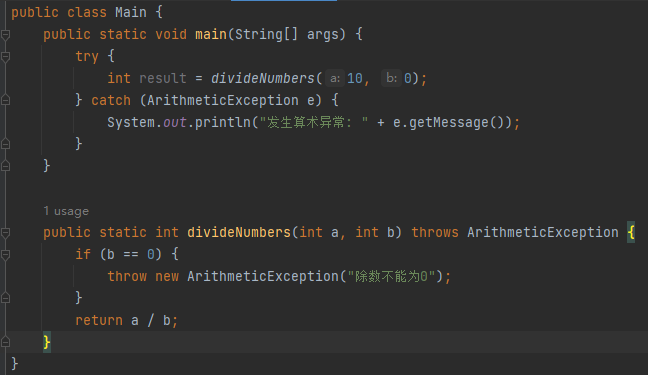 public class Main {
public static void main(String[] args) {
try {
int result = divideNumbers( a: 10, b: 0);
} catch (ArithmeticException e) {
System.out.println("发生算术异常: " + e.getMessage());
}
}
1 usage
public static int divideNumbers(int a, int b) throws ArithmeticException {
if (b == 0) {
throw new ArithmeticException("除数不能为0");
}
return a / b;
}
}